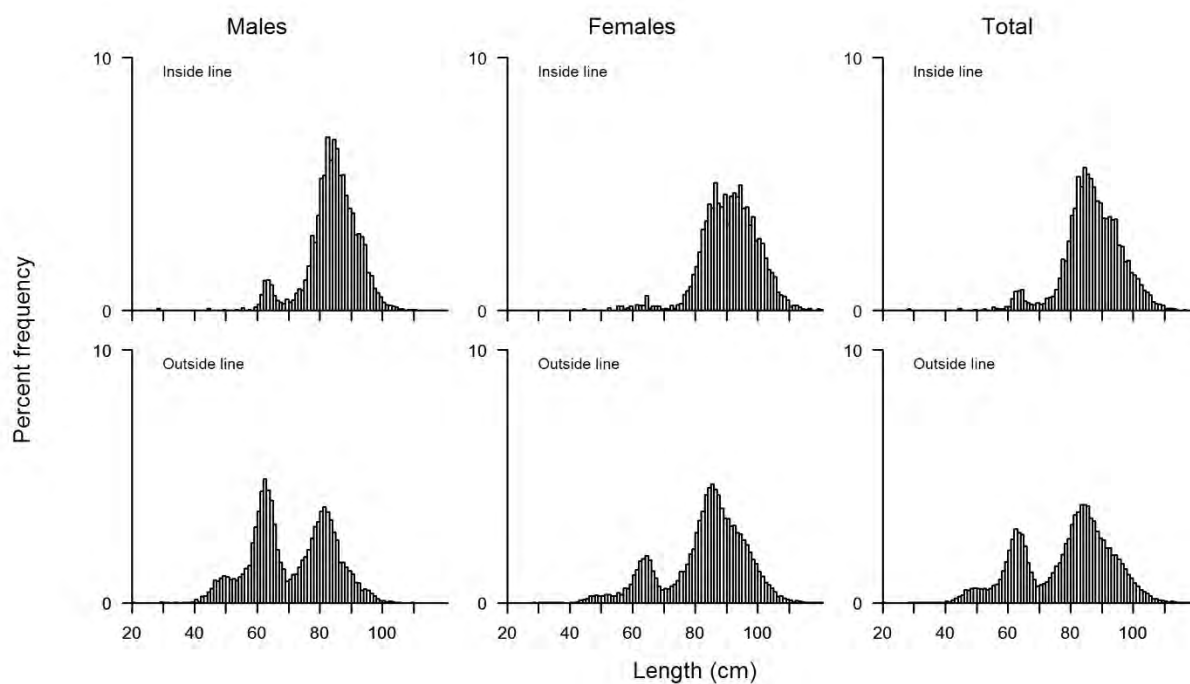 Males Females Total
10 10 10
Inside line Inside line Inside line
0 0 0
Percent frequency
10 10 10
Outside line Outside line Outside line
0 0 0
20 40 60 80 100 20 40 60 80 100 20 40 60 80 100
Length (cm)